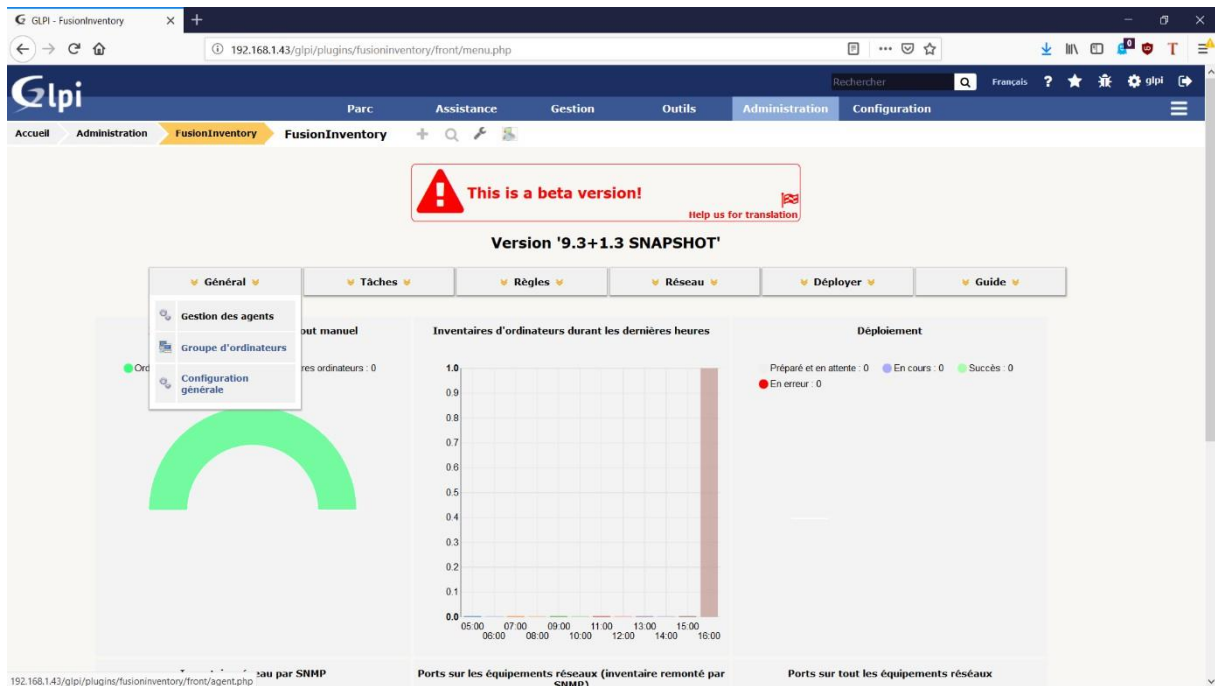 GLPI - FusionInventory
192.168.1.43/glpi/plugins/fusioninventory/front/menu.php
Glpi
Rechercher
Français ? glpi
Parc Assistance Gestion Outils Administration Configuration
Accueil Administration FusionInventory FusionInventory
This is a beta version!
Help us for translation
Version '9.3+1.3 SNAPSHOT'
Général Tâches Règles Réseau Déployer Guide
Gestion des agents
Groupe d'ordinateurs
Configuration
générale
out manuel
Ord
res ordinateurs : 0
Inventaires d'ordinateurs durant les dernières heures
1.0
0.9
0.8
0.7
0.6
0.5
0.4
0.3
0.2
0.1
0.0
05:00 07:00 09:00 11:00 13:00 15:00
06:00 08:00 10:00 12:00 14:00 16:00
Déploiement
Préparé et en attente : 0 En cours : 0 Succès : 0
En erreur : 0
eau par SNMP
Ports sur les équipements réseaux (inventaire remonté par
SNMP)
Ports sur tout les équipements réseaux
192.168.1.43/glpi/plugins/fusioninventory/front/agent.php